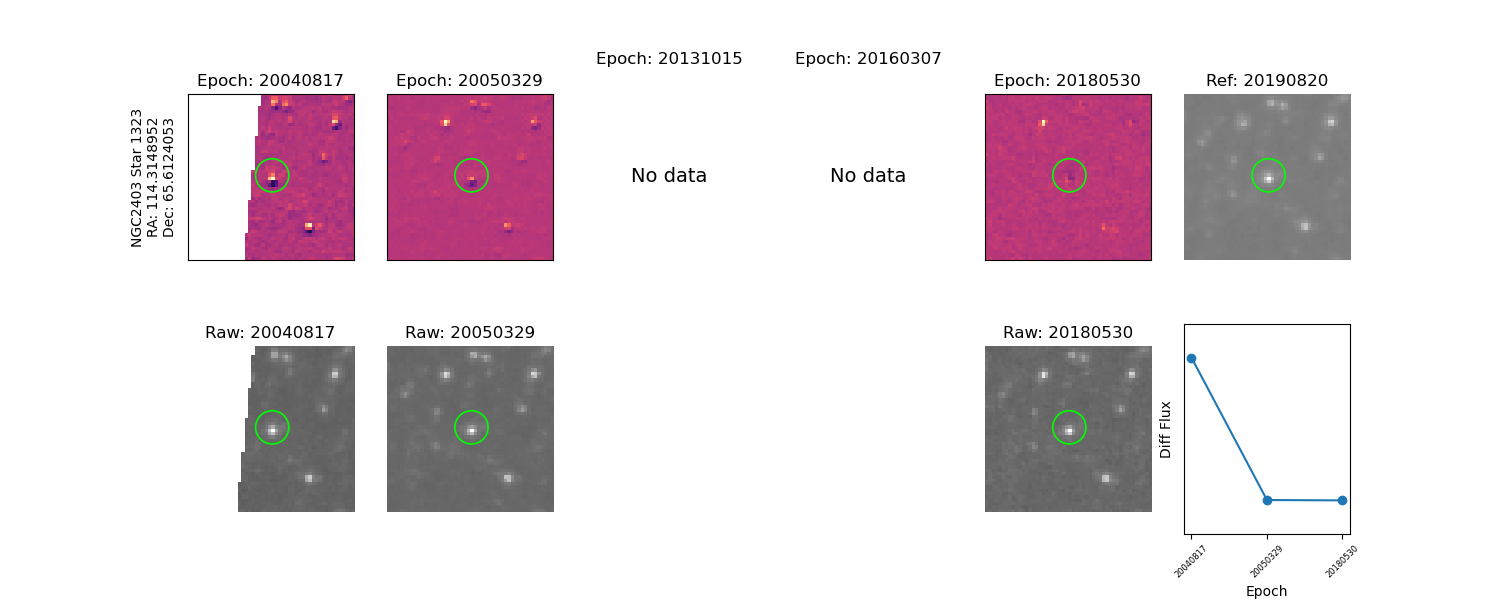 Epoch: 20131015
Epoch: 20160307
Epoch: 20040817
Epoch: 20050329
Epoch: 20180530
Ref: 20190820
NGC2403 Star 1323
RA: 114.3148952
Dec: 65.6124053
No data
No data
Raw: 20040817
Raw: 20050329
Raw: 20180530
Diff Flux
20040817
20050329
20180530
Epoch